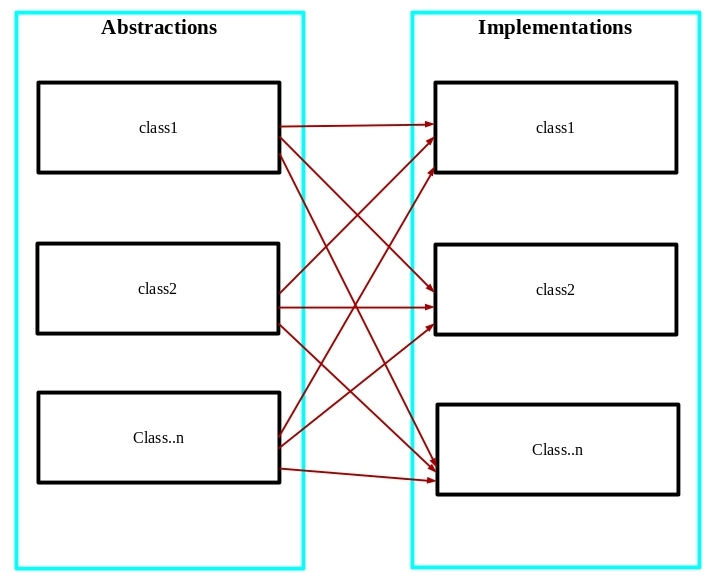 Abstractions
class1
class2
Class..n
Implementations
class1
class2
Class..n